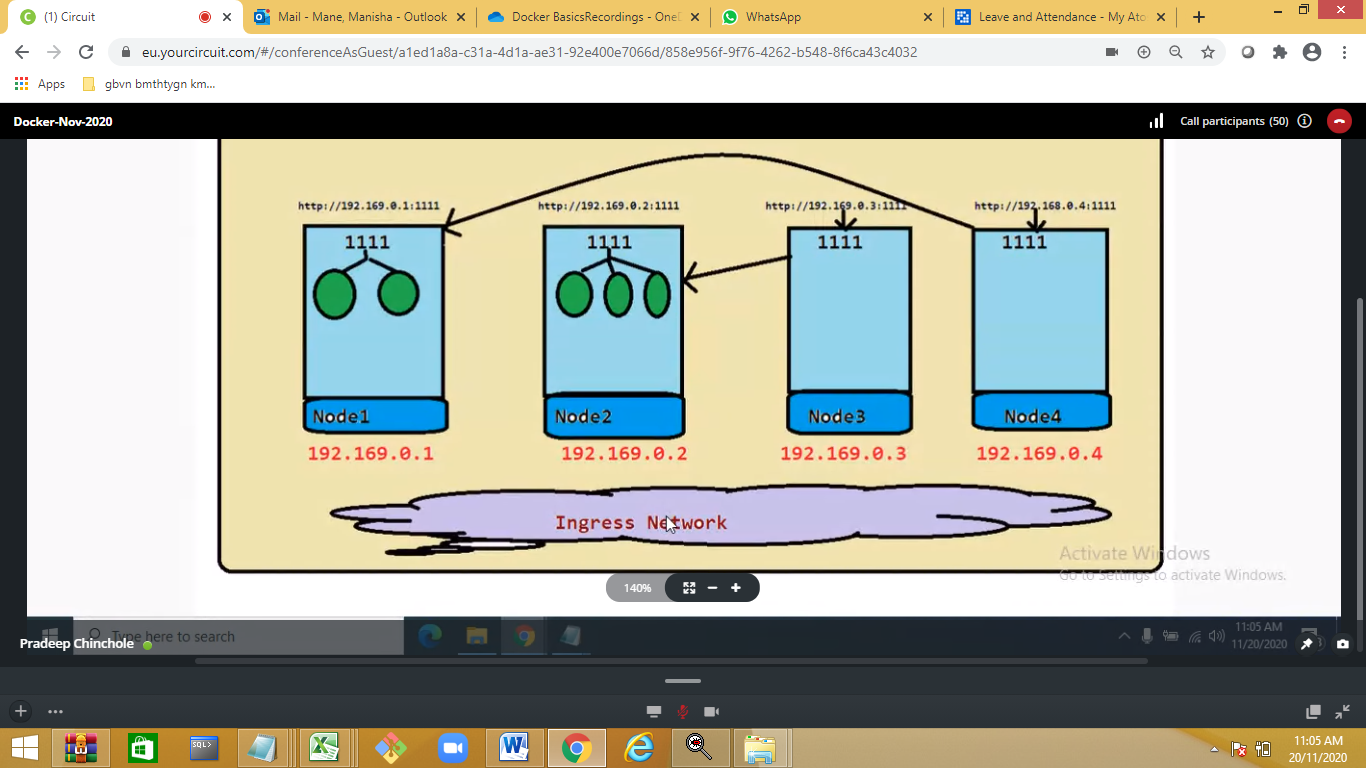 (1) Circuit
Mail - Mane, Manisha - Outlook
Docker BasicsRecordings - OneD
WhatsApp
Leave and Attendance - My Ato
eu.yourcircuit.com/#/conferenceAsGuest/a1ed1a8a-c31a-4d1a-ae31-92e400e7066d/858e956f-9f76-4262-b548-8f6ca43c4032
Apps
gbvn bmthtygn km...
Docker-Nov-2020
Call participants (50)
http://192.169.0.1:1111
http://192.169.0.2:1111
http://192.169.0.3:1111
http://192.168.0.4:1111
1111
1111
1111
1111
Node1
Node2
Node3
Node4
192.169.0.1
192.169.0.2
192.169.0.3
192.169.0.4
Ingress Network
Activate Windows
Go to Settings to activate Windows.
140%
Type here to search
11:05 AM
11/20/2020
Pradeep Chinchole
SQL>
11:05 AM
20/11/2020